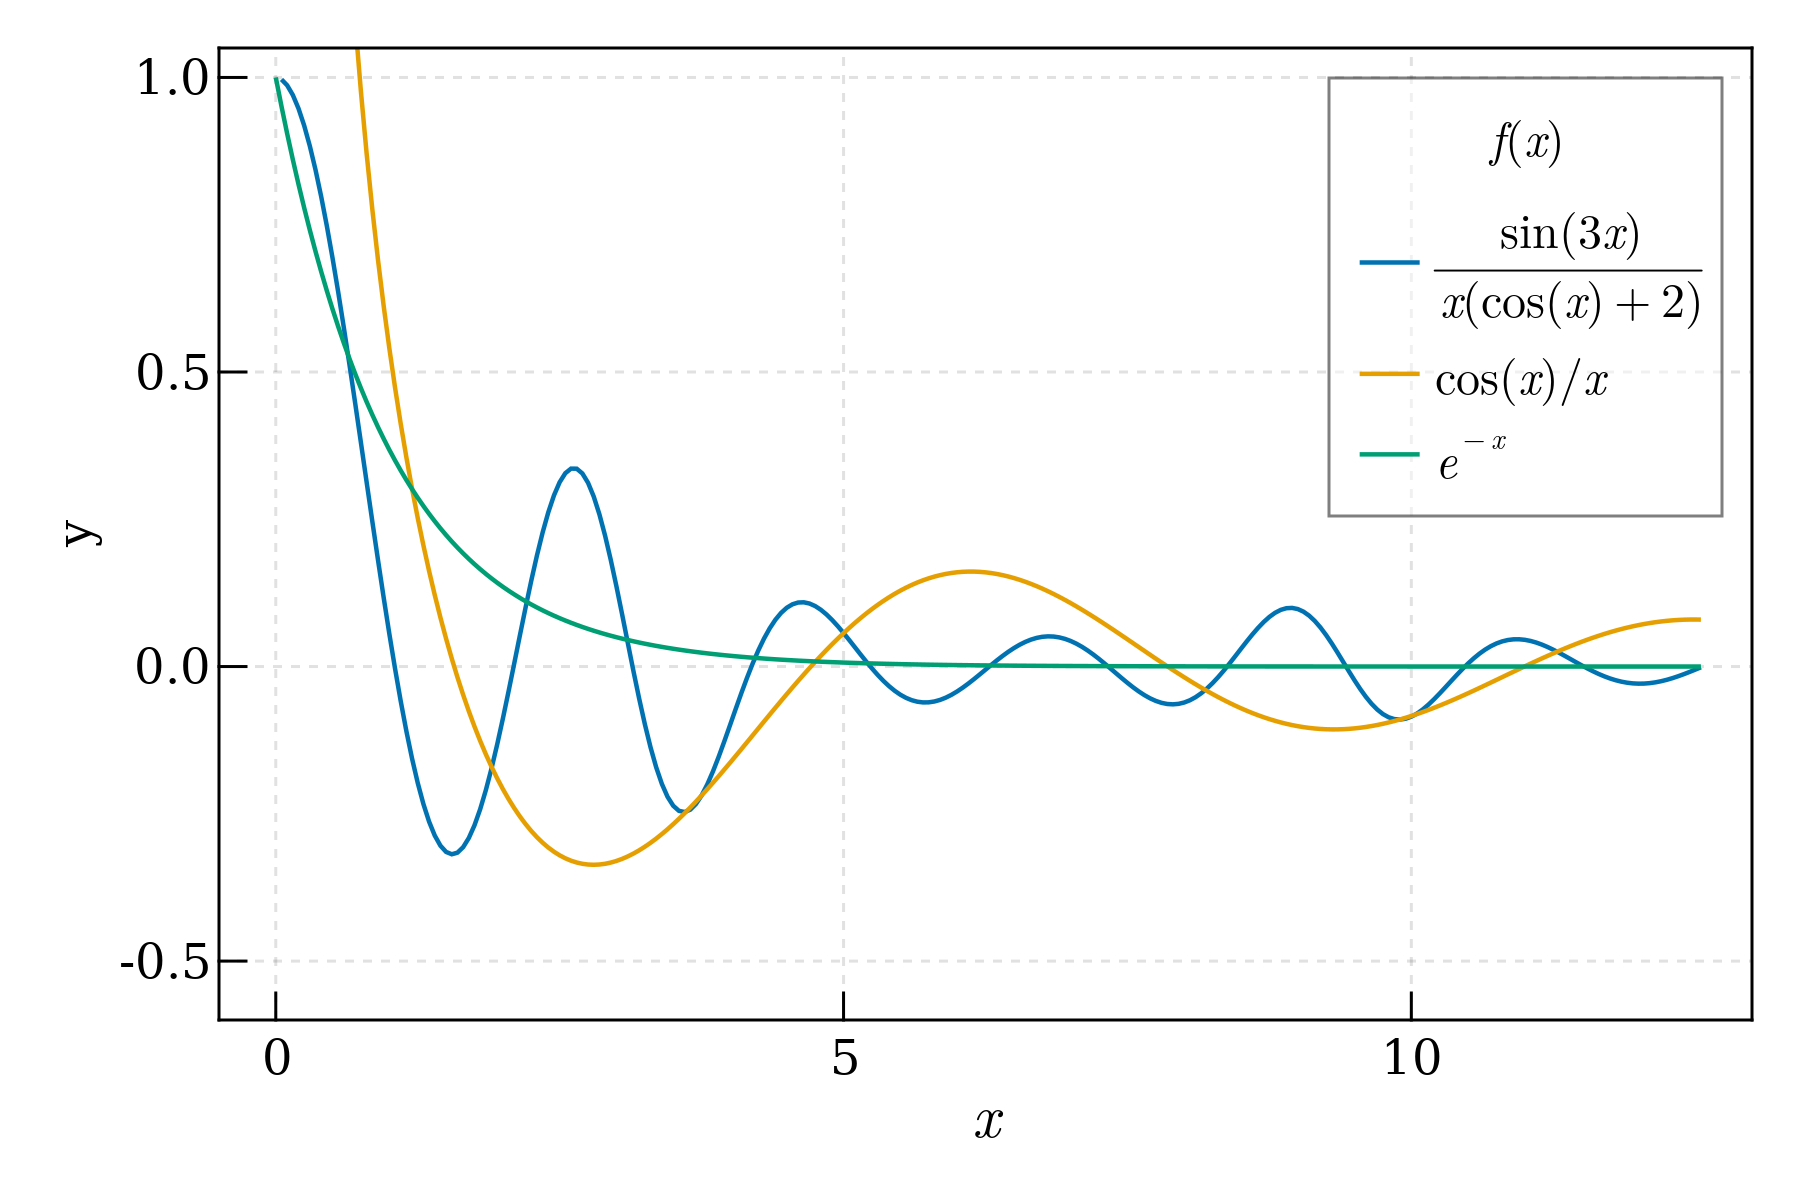 1.0
0.5
0.0
-0.5
y
0
5
10
x
f(x)
sin(3x)
x(cos(x) + 2)
cos(x)/x
e^{-x}